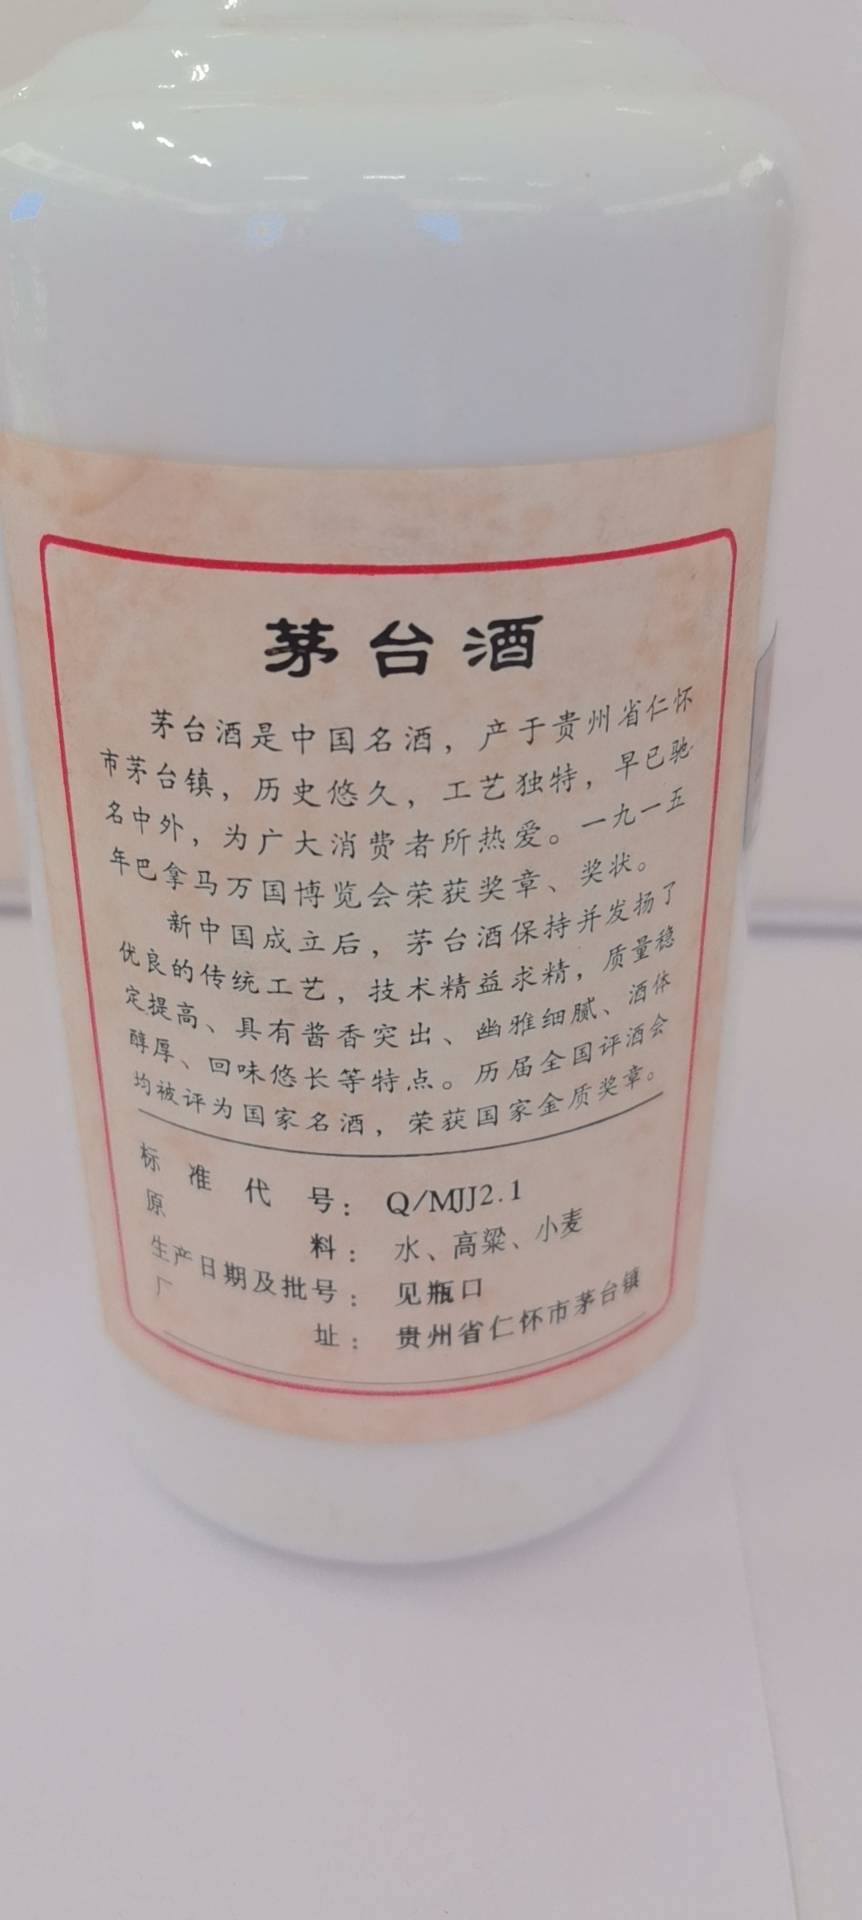 茅台酒
茅台酒是中国名酒，产于贵州省仁怀
市茅台镇，历史悠久，工艺独特，早已驰
名中外，为广大消费者所热爱。一九一五
年巴拿马万国博览会荣获奖章、奖状。
新中国成立后，茅台酒保持并发扬了
优良的传统工艺，技术精益求精，质量稳
定提高、具有酱香突出、幽雅细腻、酒体
醇厚、回味悠长等特点。历届全国评酒会
均被评为国家名酒，荣获国家金质奖章。
标准代号：Q/MJJ2.1
原料：水、高粱、小麦
生产日期及批号：见瓶口
厂址：贵州省仁怀市茅台镇